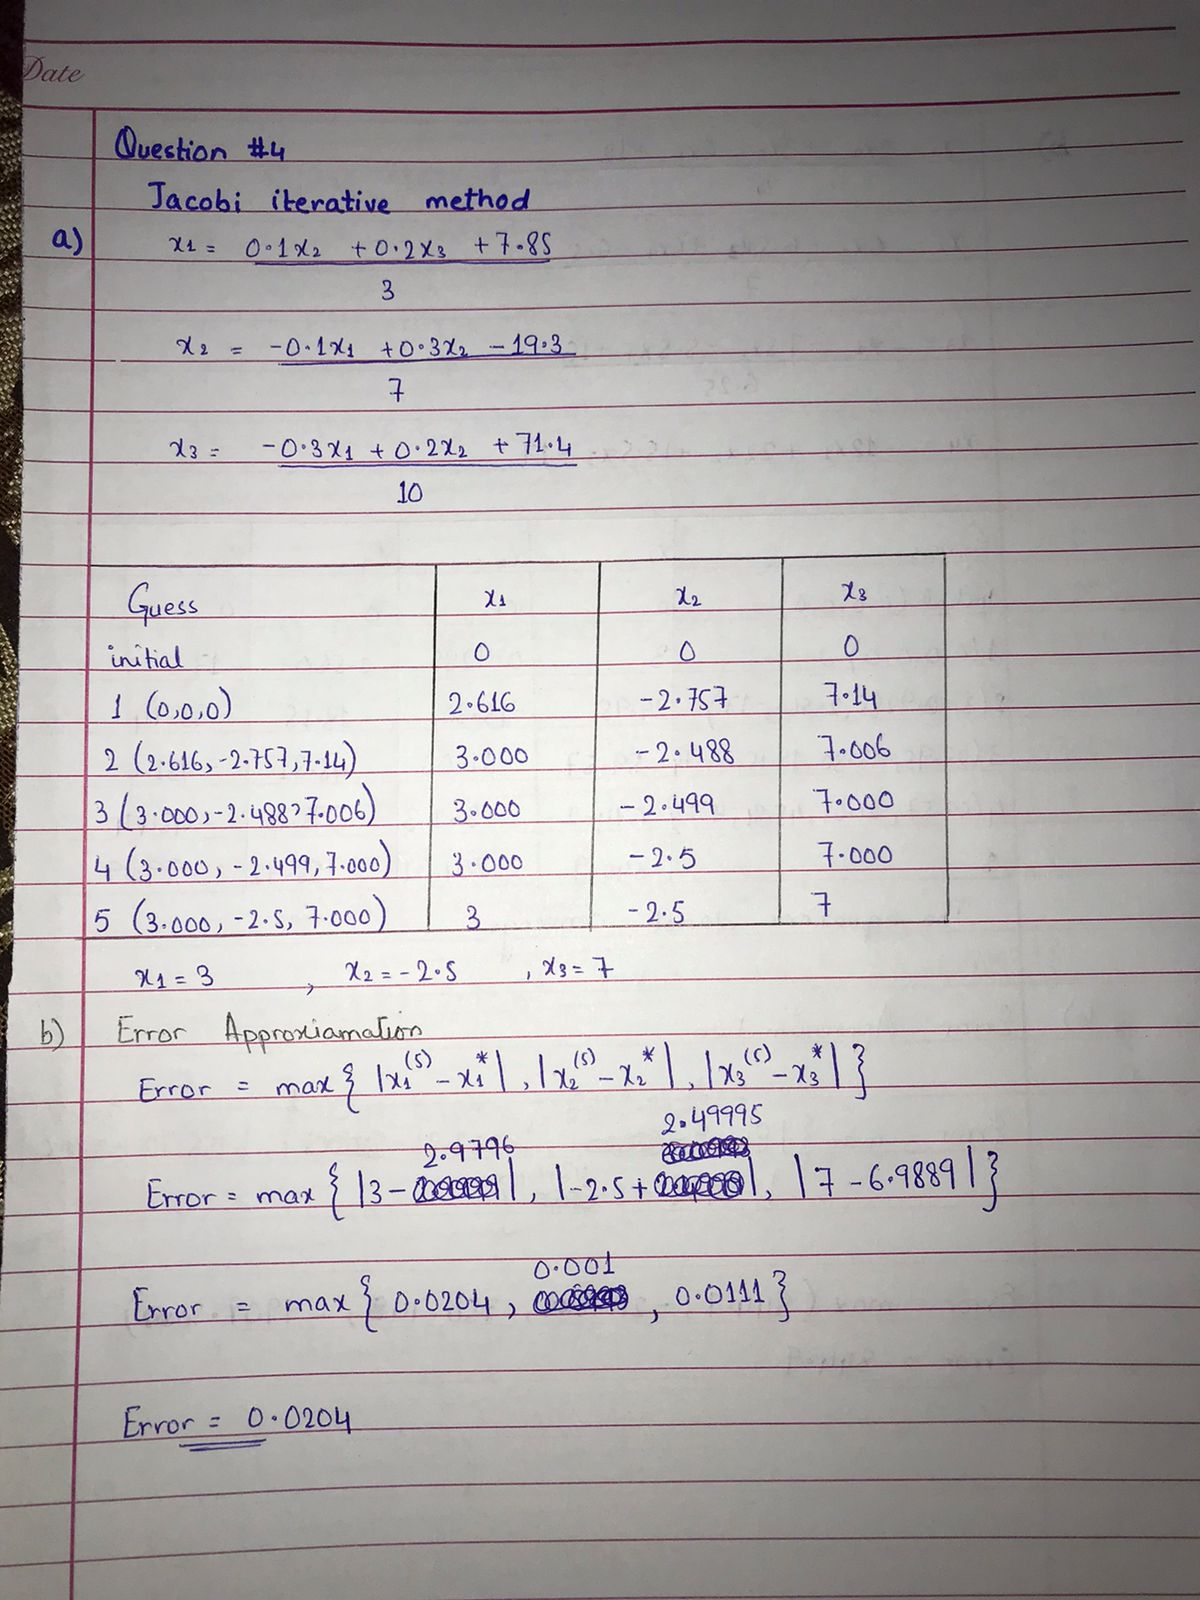 Date
Question #4
Jacobi iterative method
a) x1 = 0.1x2 + 0.2x3 + 7.85
3
x2 = -0.1x1 + 0.3x2 - 19.3
7
x3 = -0.3x1 + 0.2x2 + 71.4
10
Guess x1 x2 x3
initial 0 0 0
1 (0,0,0) 2.616 -2.757 7.14
2 (2.616,-2.757,7.14) 3.000 -2.488 7.006
3 (3.000,-2.488,7.006) 3.000 -2.499 7.000
4 (3.000,-2.499,7.000) 3.000 -2.5 7.000
5 (3.000,-2.5,7.000) 3 -2.5 7
x1 = 3 , x2 = -2.5 , x3 = 7
b) Error Approxiamation
Error = max{ |x1^(5) - x1^*| , |x2^(5) - x2^*| , |x3^(5) - x3^*| }
2.9796 2.49995
Error = max { |3 - |, |-2.5 + |, |7 - 6.9889| }
0.001
Error = max { 0.0204 , , 0.0111 }
Error = 0.0204